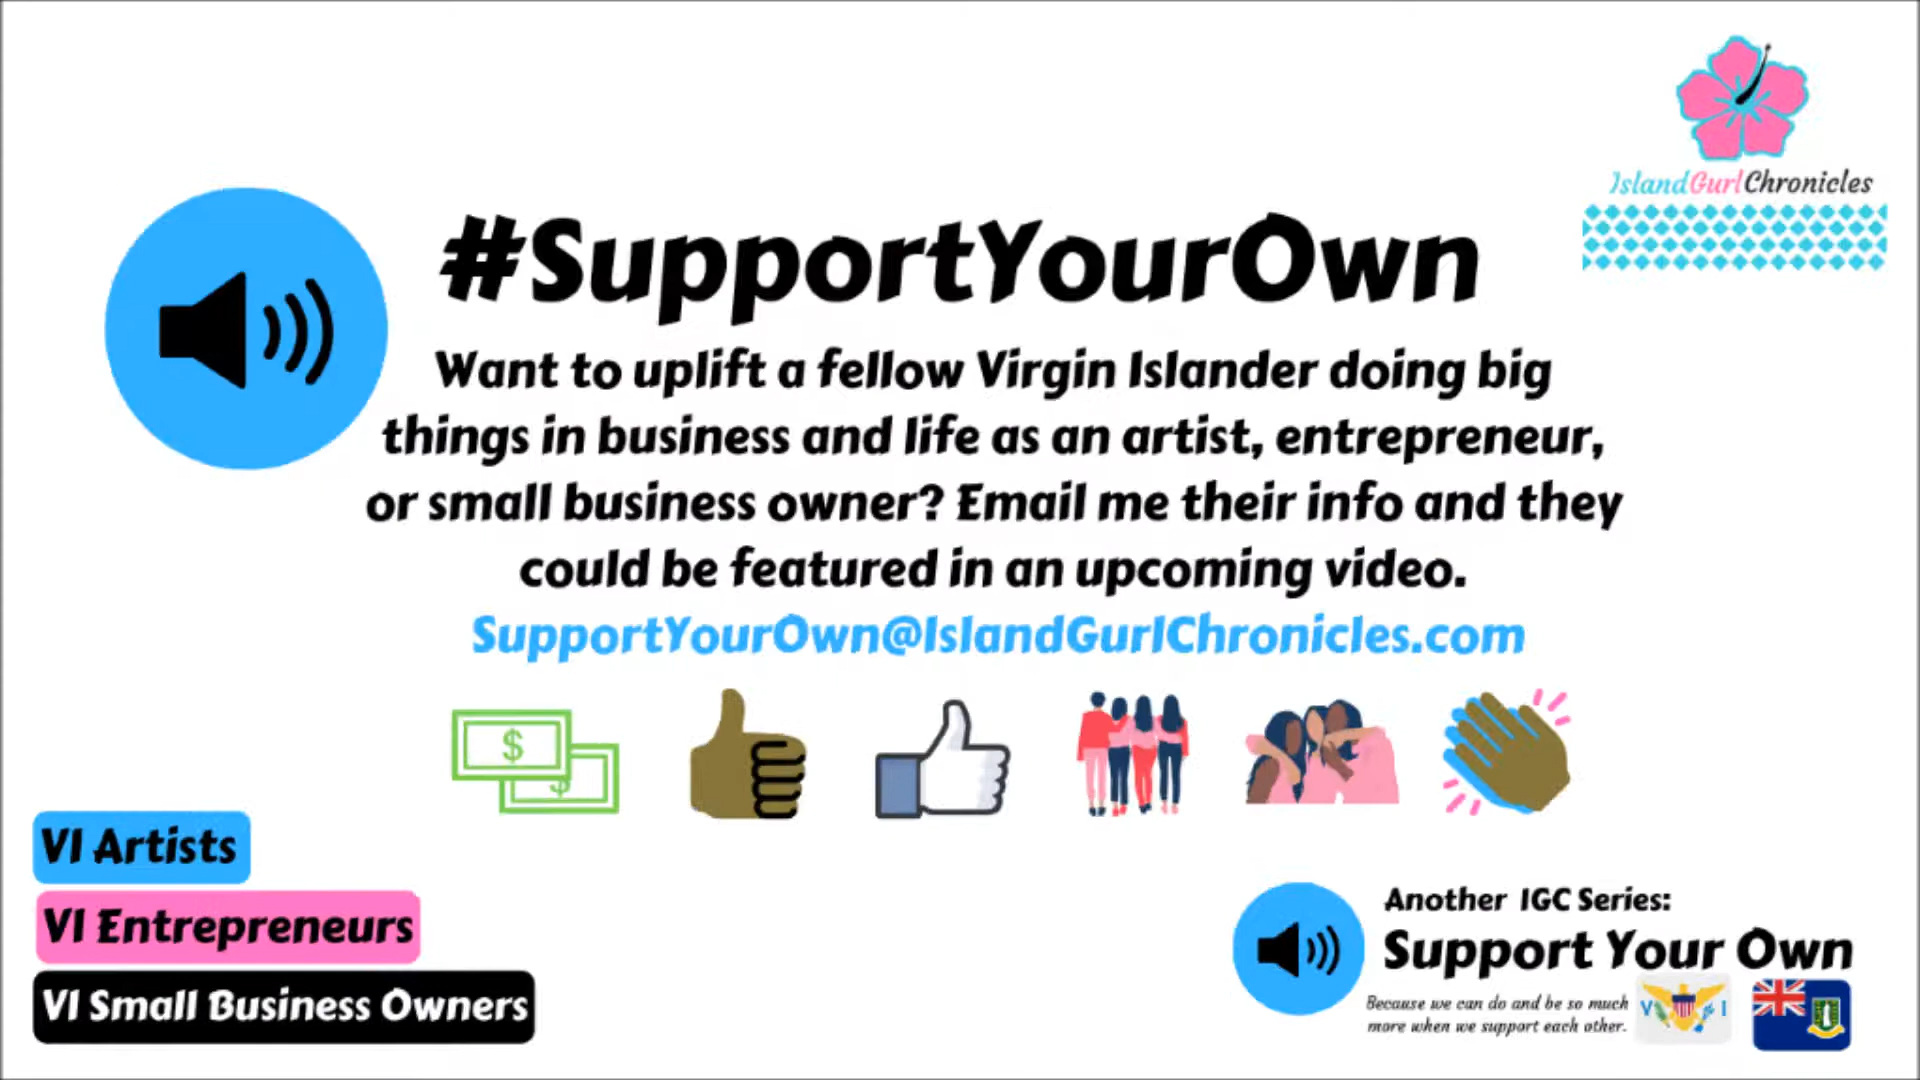 IslandGurlChronicles
#SupportYourOwn
Want to uplift a fellow Virgin Islander doing big
things in business and life as an artist, entrepreneur,
or small business owner? Email me their info and they
could be featured in an upcoming video.
SupportYourOwn@IslandGurlChronicles.com
$
$
VI Artists
VI Entrepreneurs
VI Small Business Owners
Another IGC Series:
Support Your Own
Because we can do and be so much
more when we support each other.
V I